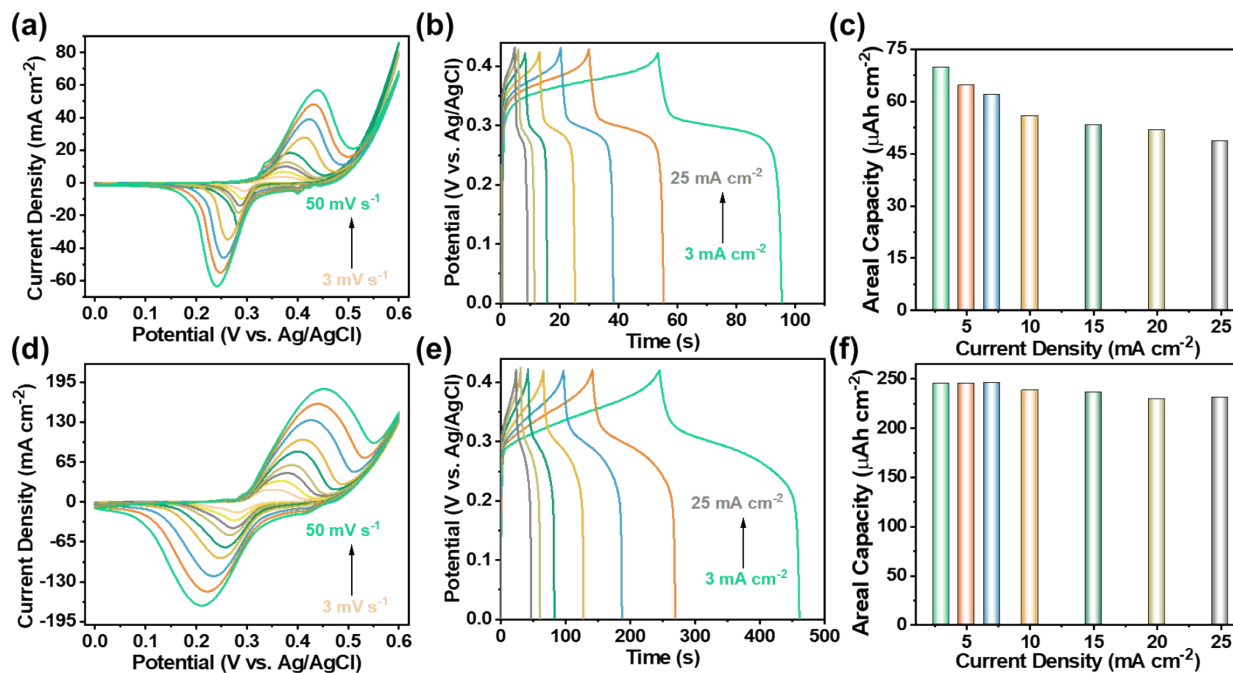 (a)
80
60
40
20
0
-20
-40
-60
0.0 0.1 0.2 0.3 0.4 0.5 0.6
Current Density (mA cm⁻²)
Potential (V vs. Ag/AgCl)
50 mV s⁻¹
3 mV s⁻¹
(b)
0.4
0.3
0.2
0.1
0.0
0 20 40 60 80 100
Potential (V vs. Ag/AgCl)
Time (s)
25 mA cm⁻²
3 mA cm⁻²
(c)
75
60
45
30
15
0
5 10 15 20 25
Areal Capacity (μAh cm⁻²)
Current Density (mA cm⁻²)
(d)
195
130
65
0
-65
-130
-195
0.0 0.1 0.2 0.3 0.4 0.5 0.6
Current Density (mA cm⁻²)
Potential (V vs. Ag/AgCl)
50 mV s⁻¹
3 mV s⁻¹
(e)
0.4
0.3
0.2
0.1
0.0
0 100 200 300 400 500
Potential (V vs. Ag/AgCl)
Time (s)
25 mA cm⁻²
3 mA cm⁻²
(f)
250
200
150
100
50
0
5 10 15 20 25
Areal Capacity (μAh cm⁻²)
Current Density (mA cm⁻²)